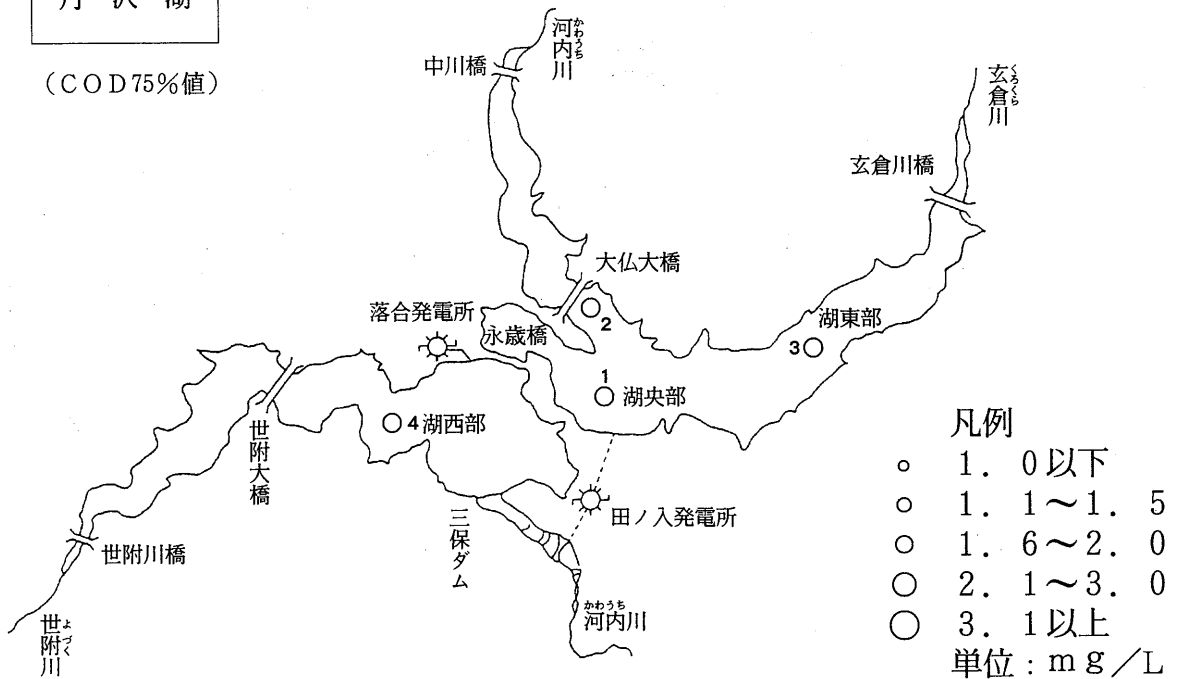 丹沢湖
（COD75%値）
中川橋
河内川
かわうち
玄倉川
くろくら
玄倉川橋
大仏大橋
落合発電所
永歳橋
湖東部
2
3
1
湖央部
4 湖西部
世附大橋
田ノ入発電所
三保ダム
世附川橋
河内川
かわうち
世附川
よづく
凡例
1．0以下
1．1～1．5
1．6～2．0
2．1～3．0
3．1以上
単位：mg／L